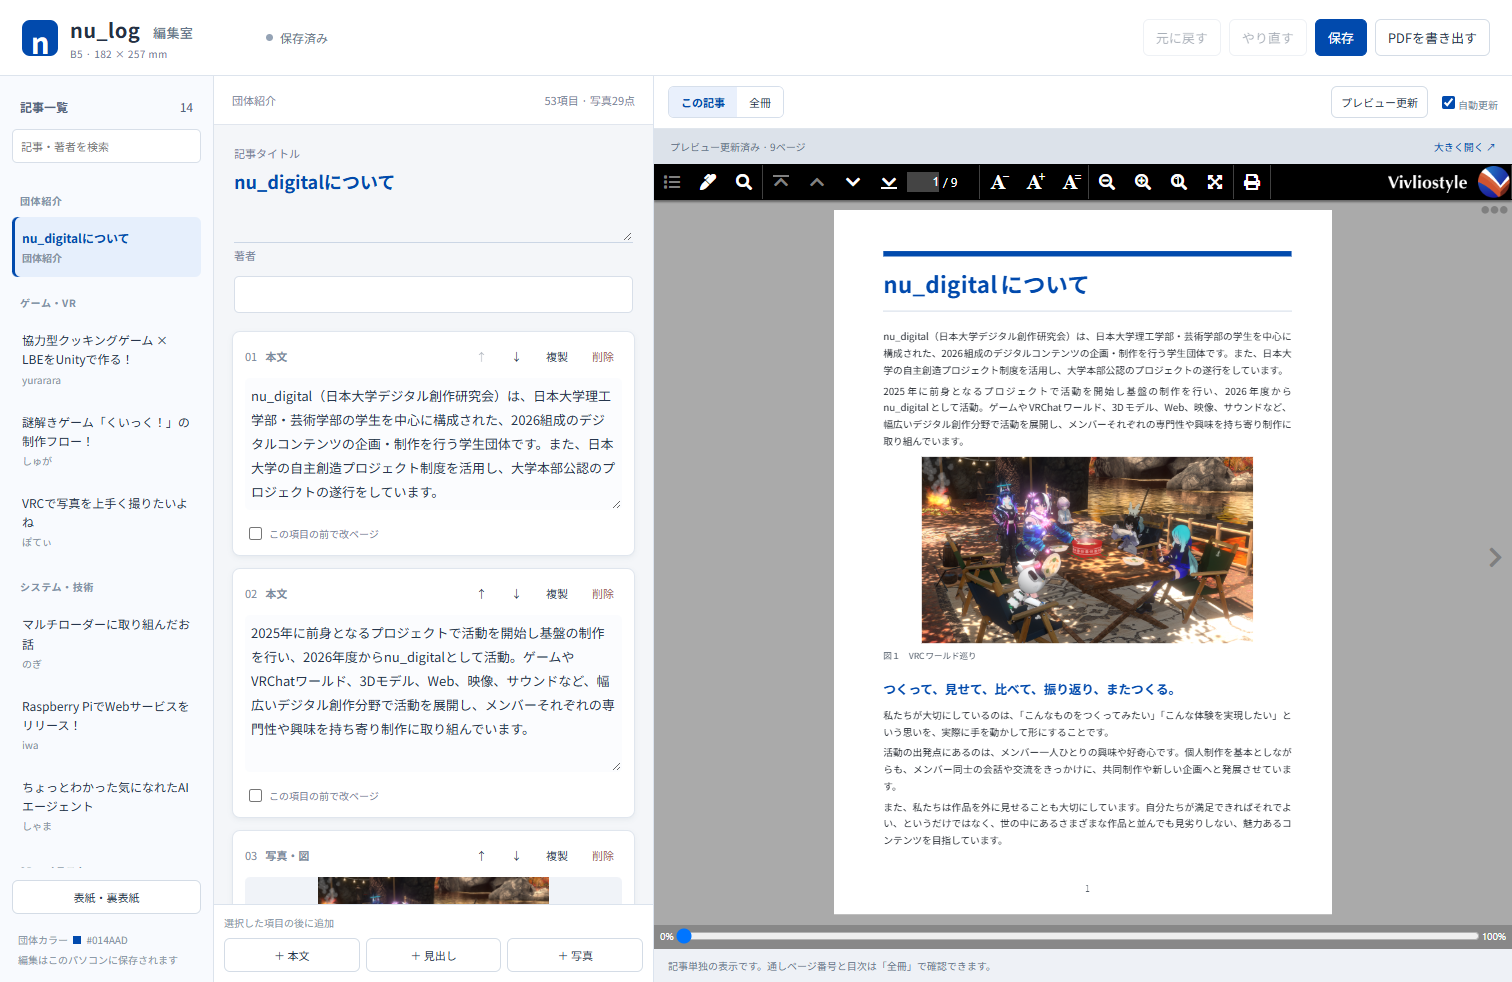 n
nu_log 編集室
B5 · 182 × 257 mm
保存済み
元に戻す
やり直す
保存
PDFを書き出す
記事一覧 14
記事・著者を検索
団体紹介
nu_digitalについて
団体紹介
ゲーム・VR
協力型クッキングゲーム ×
LBEをUnityで作る！
yurarara
謎解きゲーム「くいっく！」の
制作フロー！
しゅが
VRCで写真を上手く撮りたいよ
ね
ぽてぃ
システム・技術
マルチローダーに取り組んだお
話
のぎ
Raspberry PiでWebサービスを
リリース！
iwa
ちょっとわかった気になれたAI
エージェント
しゃま
表紙・裏表紙
団体カラー #014AAD
編集はこのパソコンに保存されます
団体紹介 53項目・写真29点
記事タイトル
nu_digitalについて
著者
01 本文 ↑ ↓ 複製 削除
nu_digital（日本大学デジタル創作研究会）は、日本大学理工
学部・芸術学部の学生を中心に構成された、2026組成のデジ
タルコンテンツの企画・制作を行う学生団体です。また、日本
大学の自主創造プロジェクト制度を活用し、大学本部公認のプ
ロジェクトの遂行をしています。
この項目の前で改ページ
02 本文 ↑ ↓ 複製 削除
2025年に前身となるプロジェクトで活動を開始し基盤の制作
を行い、2026年度からnu_digitalとして活動。ゲームや
VRChatワールド、3Dモデル、Web、映像、サウンドなど、幅
広いデジタル創作分野で活動を展開し、メンバーそれぞれの専
門性や興味を持ち寄り制作に取り組んでいます。
この項目の前で改ページ
03 写真・図 ↑ ↓ 複製 削除
選択した項目の後に追加
＋本文
＋見出し
＋写真
この記事 全冊
プレビュー更新
自動更新
プレビュー更新済み · 9ページ
大きく開く ↗
1 / 9
A− A+ A=
Vivliostyle
nu_digitalについて
nu_digital（日本大学デジタル創作研究会）は、日本大学理工学部・芸術学部の学生を中心に
構成された、2026組成のデジタルコンテンツの企画・制作を行う学生団体です。また、日本大
学の自主創造プロジェクト制度を活用し、大学本部公認のプロジェクトの遂行をしています。
2025年に前身となるプロジェクトで活動を開始し基盤の制作を行い、2026年度から
nu_digitalとして活動。ゲームやVRChatワールド、3Dモデル、Web、映像、サウンドなど、
幅広いデジタル創作分野で活動を展開し、メンバーそれぞれの専門性や興味を持ち寄り制作に
取り組んでいます。
図1 VRCワールド巡り
つくって、見せて、比べて、振り返り、またつくる。
私たちが大切にしているのは、「こんなものをつくってみたい」「こんな体験を実現したい」と
いう思いを、実際に手を動かして形にすることです。
活動の出発点にあるのは、メンバー一人ひとりの興味や好奇心です。個人制作を基本としなが
らも、メンバー同士の会話や交流をきっかけに、共同制作や新しい企画へと発展させていま
す。
また、私たちは作品を外に見せることも大切にしています。自分たちが満足できればそれでよ
い、というだけではなく、世の中にあるさまざまな作品と並んでも見劣りしない、魅力あるコ
ンテンツを目指しています。
1
0% 100%
記事単独の表示です。通しページ番号と目次は「全冊」で確認できます。